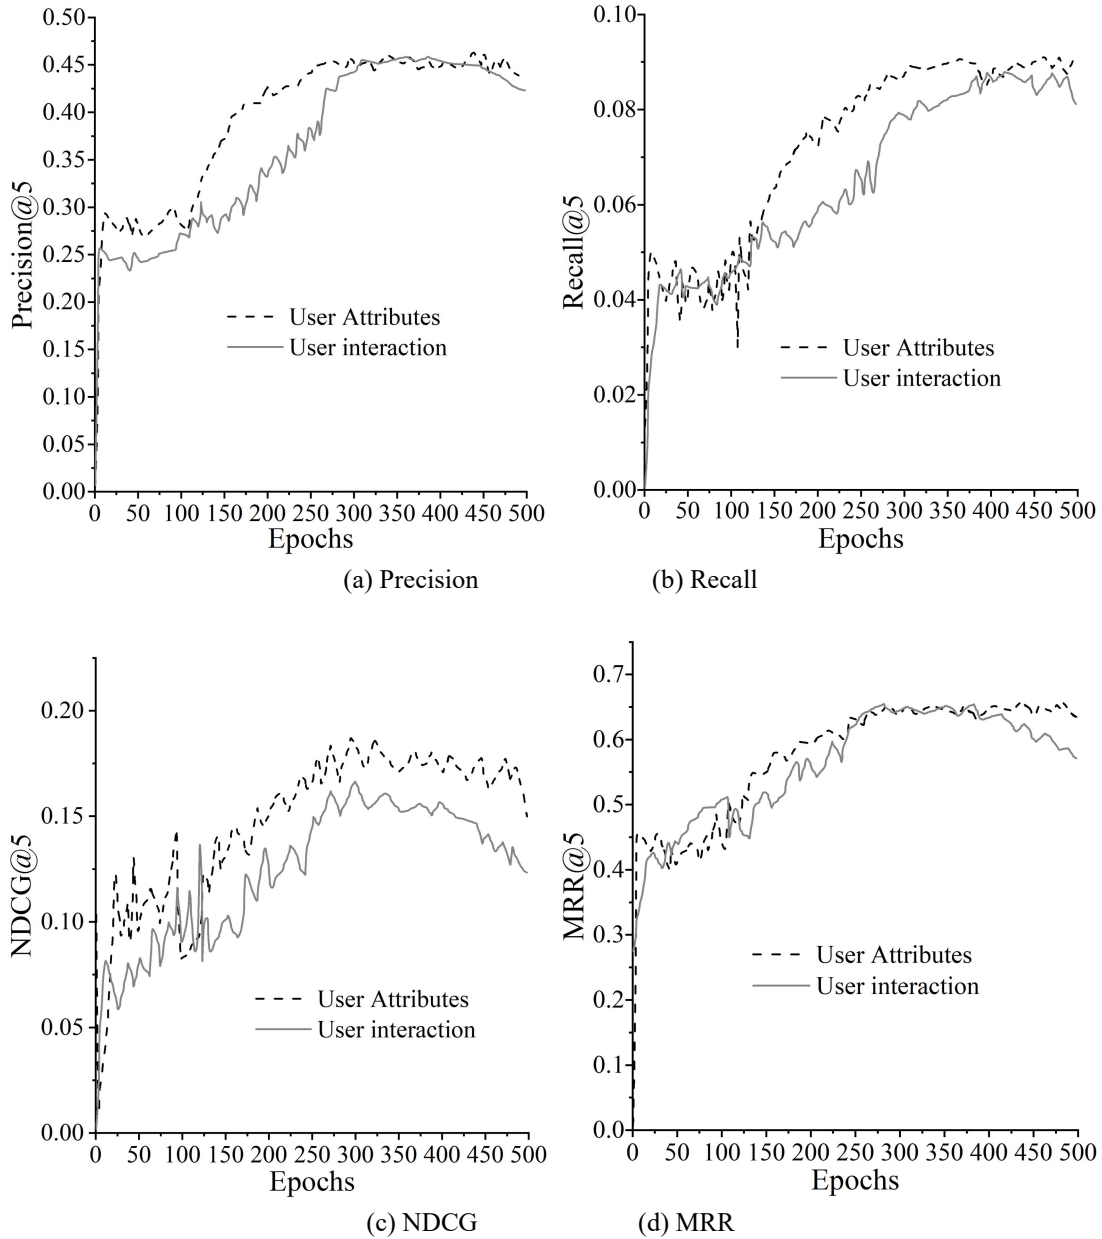 0.50
0.45
0.40
0.35
0.30
0.25
0.20
0.15
0.10
0.05
0.00
Precision@5
User Attributes
User interaction
0 50 100 150 200 250 300 350 400 450 500
Epochs
(a) Precision
0.10
0.08
0.06
0.04
0.02
0.00
Recall@5
User Attributes
User interaction
0 50 100 150 200 250 300 350 400 450 500
Epochs
(b) Recall
0.20
0.15
0.10
0.05
0.00
NDCG@5
User Attributes
User interaction
0 50 100 150 200 250 300 350 400 450 500
Epochs
(c) NDCG
0.7
0.6
0.5
0.4
0.3
0.2
0.1
0.0
MRR@5
User Attributes
User interaction
0 50 100 150 200 250 300 350 400 450 500
Epochs
(d) MRR